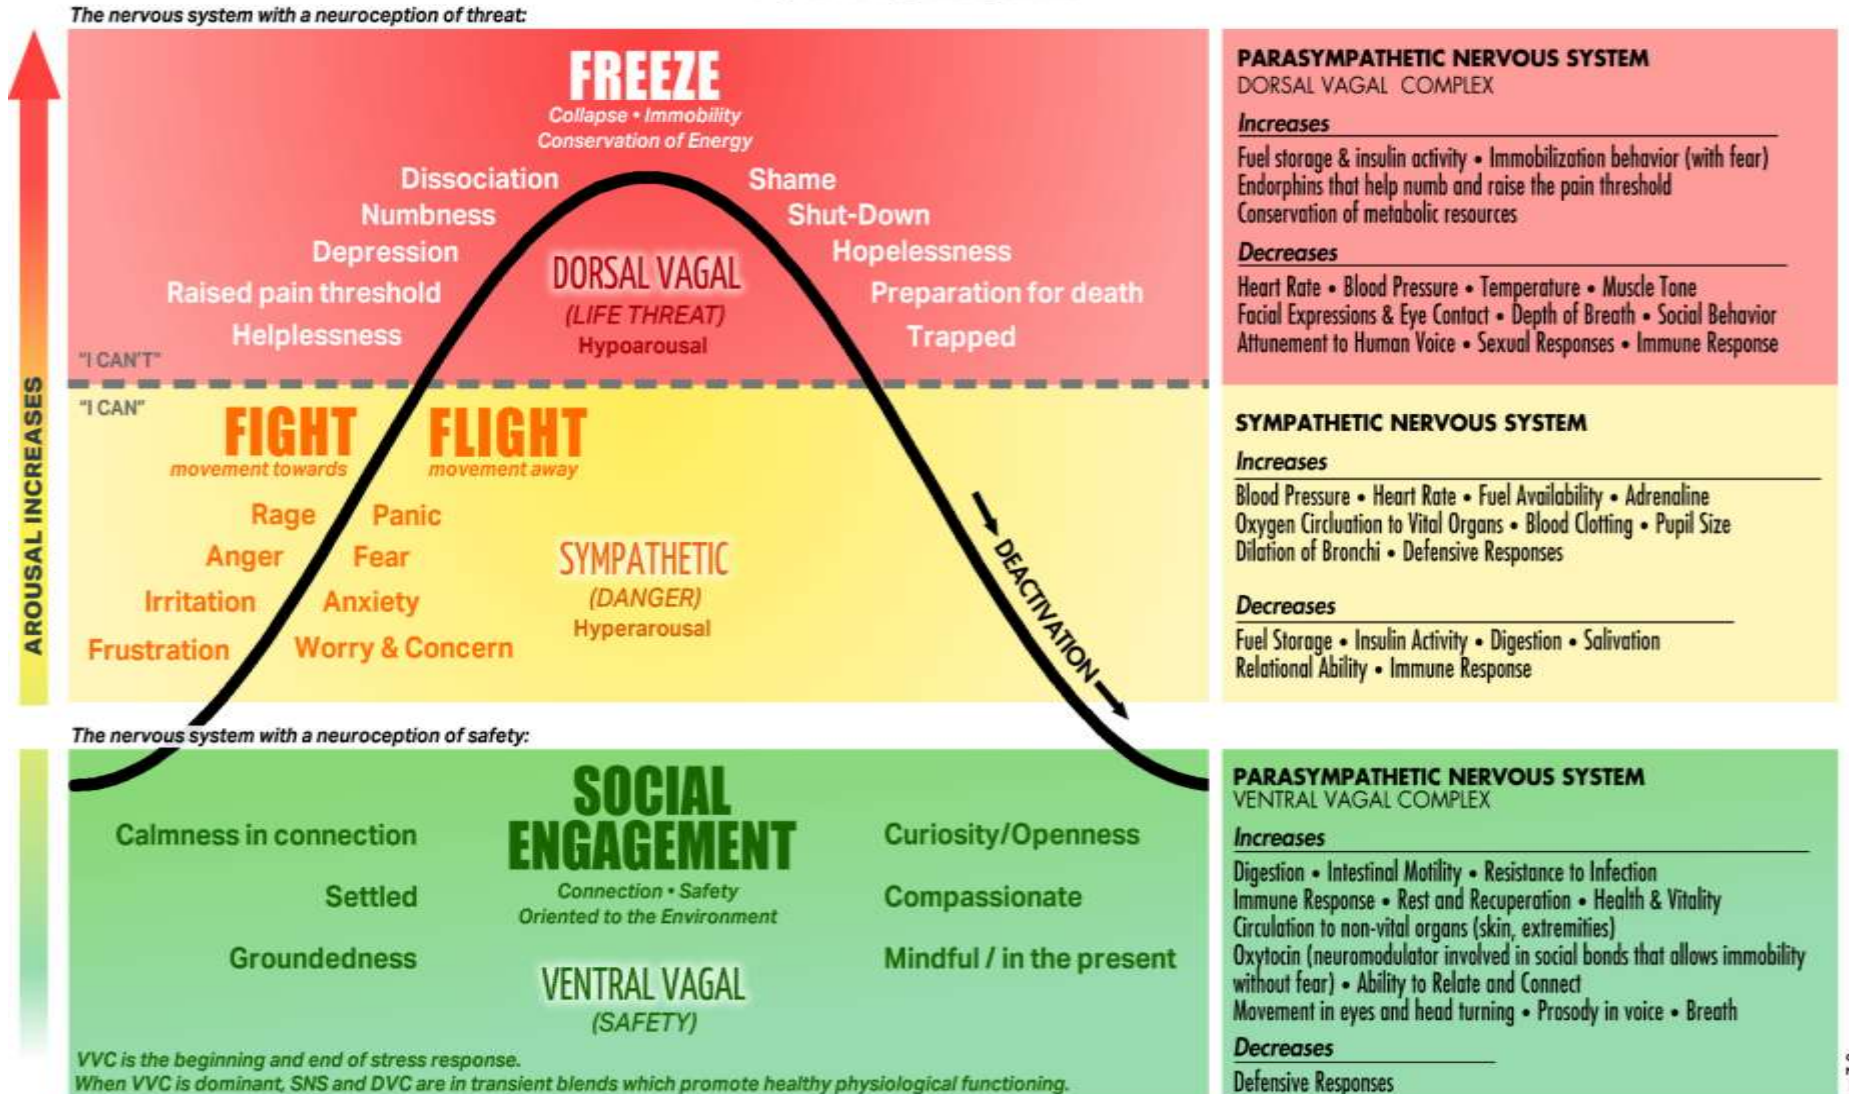 The nervous system with a neuroception of threat:
FREEZE
Collapse • Immobility
Conservation of Energy
Dissociation
Numbness
Depression
Raised pain threshold
Helplessness
Shame
Shut-Down
Hopelessness
Preparation for death
Trapped
DORSAL VAGAL
(LIFE THREAT)
Hypoarousal
"I CAN'T"
"I CAN"
AROUSAL INCREASES
FIGHT
movement towards
FLIGHT
movement away
Rage
Anger
Irritation
Frustration
Panic
Fear
Anxiety
Worry & Concern
SYMPATHETIC
(DANGER)
Hyperarousal
DEACTIVATION
The nervous system with a neuroception of safety:
SOCIAL
ENGAGEMENT
Connection • Safety
Oriented to the Environment
Calmness in connection
Settled
Groundedness
Curiosity/Openness
Compassionate
Mindful / in the present
VENTRAL VAGAL
(SAFETY)
VVC is the beginning and end of stress response.
When VVC is dominant, SNS and DVC are in transient blends which promote healthy physiological functioning.
PARASYMPATHETIC NERVOUS SYSTEM
DORSAL VAGAL COMPLEX
Increases
Fuel storage & insulin activity • Immobilization behavior (with fear)
Endorphins that help numb and raise the pain threshold
Conservation of metabolic resources
Decreases
Heart Rate • Blood Pressure • Temperature • Muscle Tone
Facial Expressions & Eye Contact • Depth of Breath • Social Behavior
Attunement to Human Voice • Sexual Responses • Immune Response
SYMPATHETIC NERVOUS SYSTEM
Increases
Blood Pressure • Heart Rate • Fuel Availability • Adrenaline
Oxygen Circluation to Vital Organs • Blood Clotting • Pupil Size
Dilation of Bronchi • Defensive Responses
Decreases
Fuel Storage • Insulin Activity • Digestion • Salivation
Relational Ability • Immune Response
PARASYMPATHETIC NERVOUS SYSTEM
VENTRAL VAGAL COMPLEX
Increases
Digestion • Intestinal Motility • Resistance to Infection
Immune Response • Rest and Recuperation • Health & Vitality
Circulation to non-vital organs (skin, extremities)
Oxytocin (neuromodulator involved in social bonds that allows immobility
without fear) • Ability to Relate and Connect
Movement in eyes and head turning • Prosody in voice • Breath
Decreases
Defensive Responses